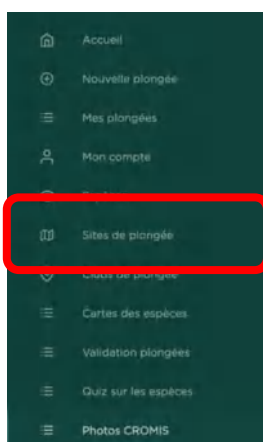 Accueil
Nouvelle plongée
Mes plongées
Mon compte
Sites de plongée
Clubs de plongée
Cartes des espèces
Validation plongées
Quiz sur les espèces
Photos CROMIS